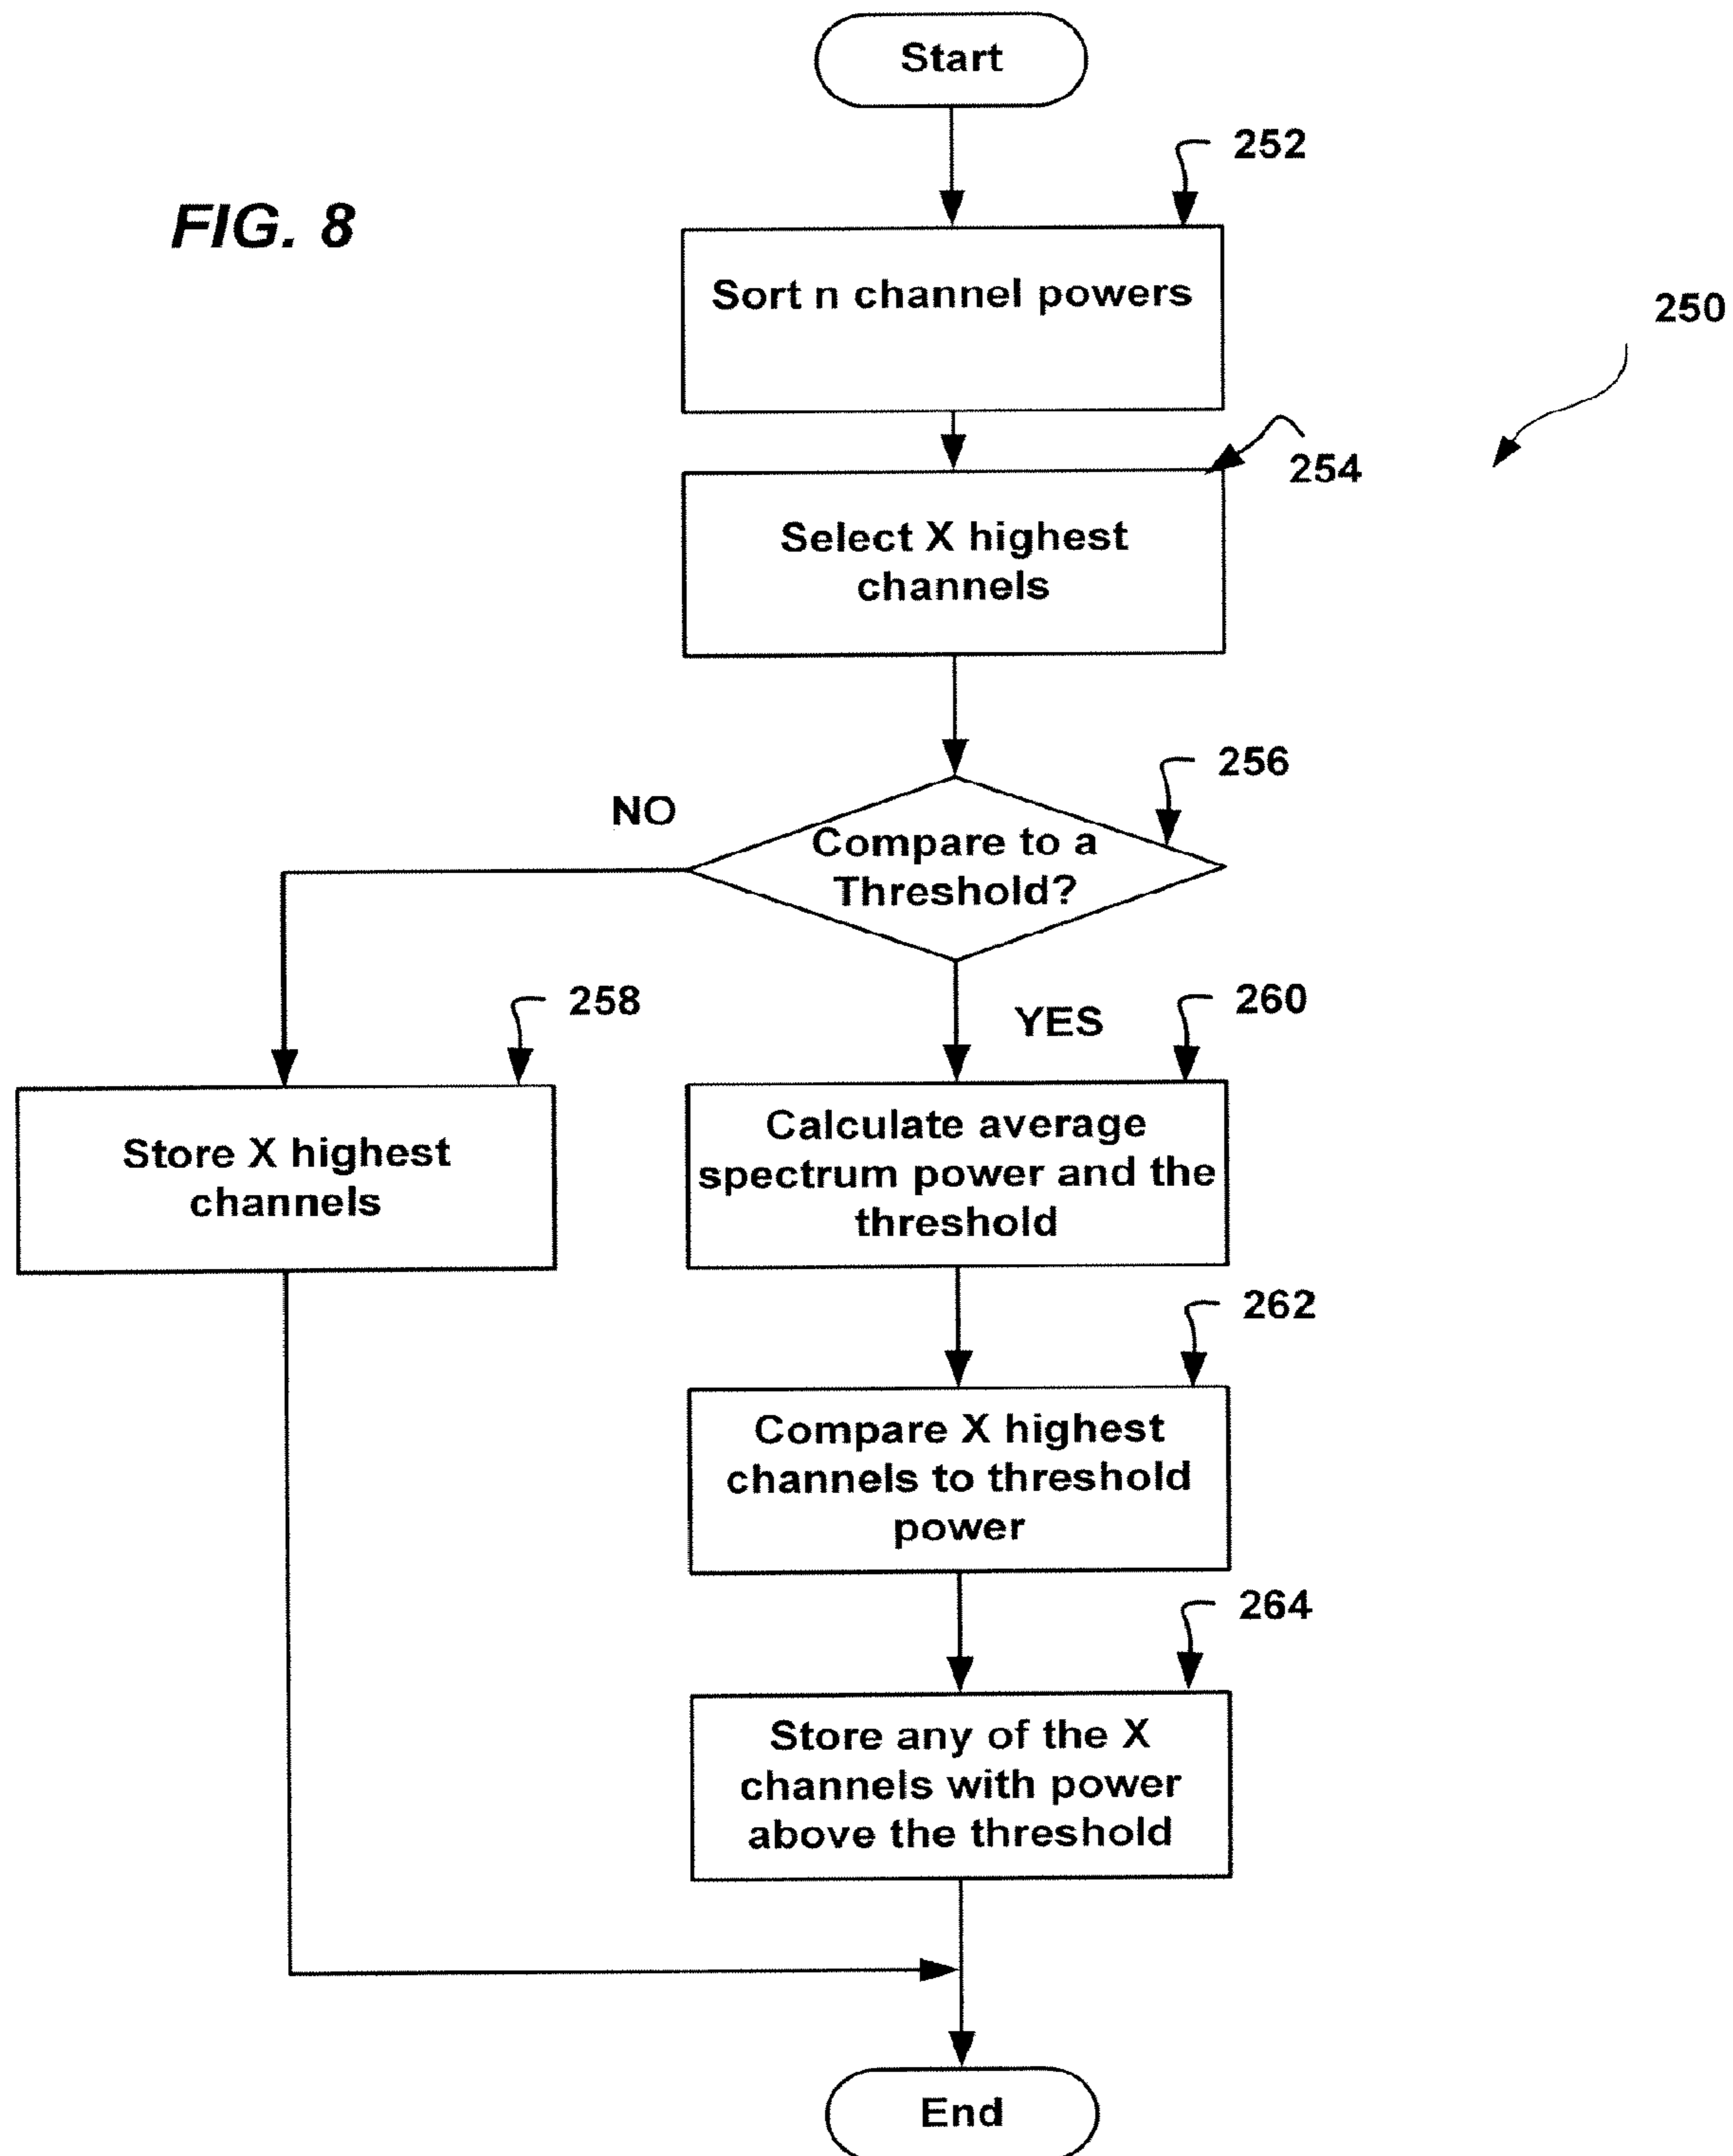 Start
252
FIG. 8
Sort n channel powers
250
254
Select X highest
channels
256
NO
Compare to a
Threshold?
258
YES
260
Store X highest
channels
Calculate average
spectrum power and the
threshold
262
Compare X highest
channels to threshold
power
264
Store any of the X
channels with power
above the threshold
End